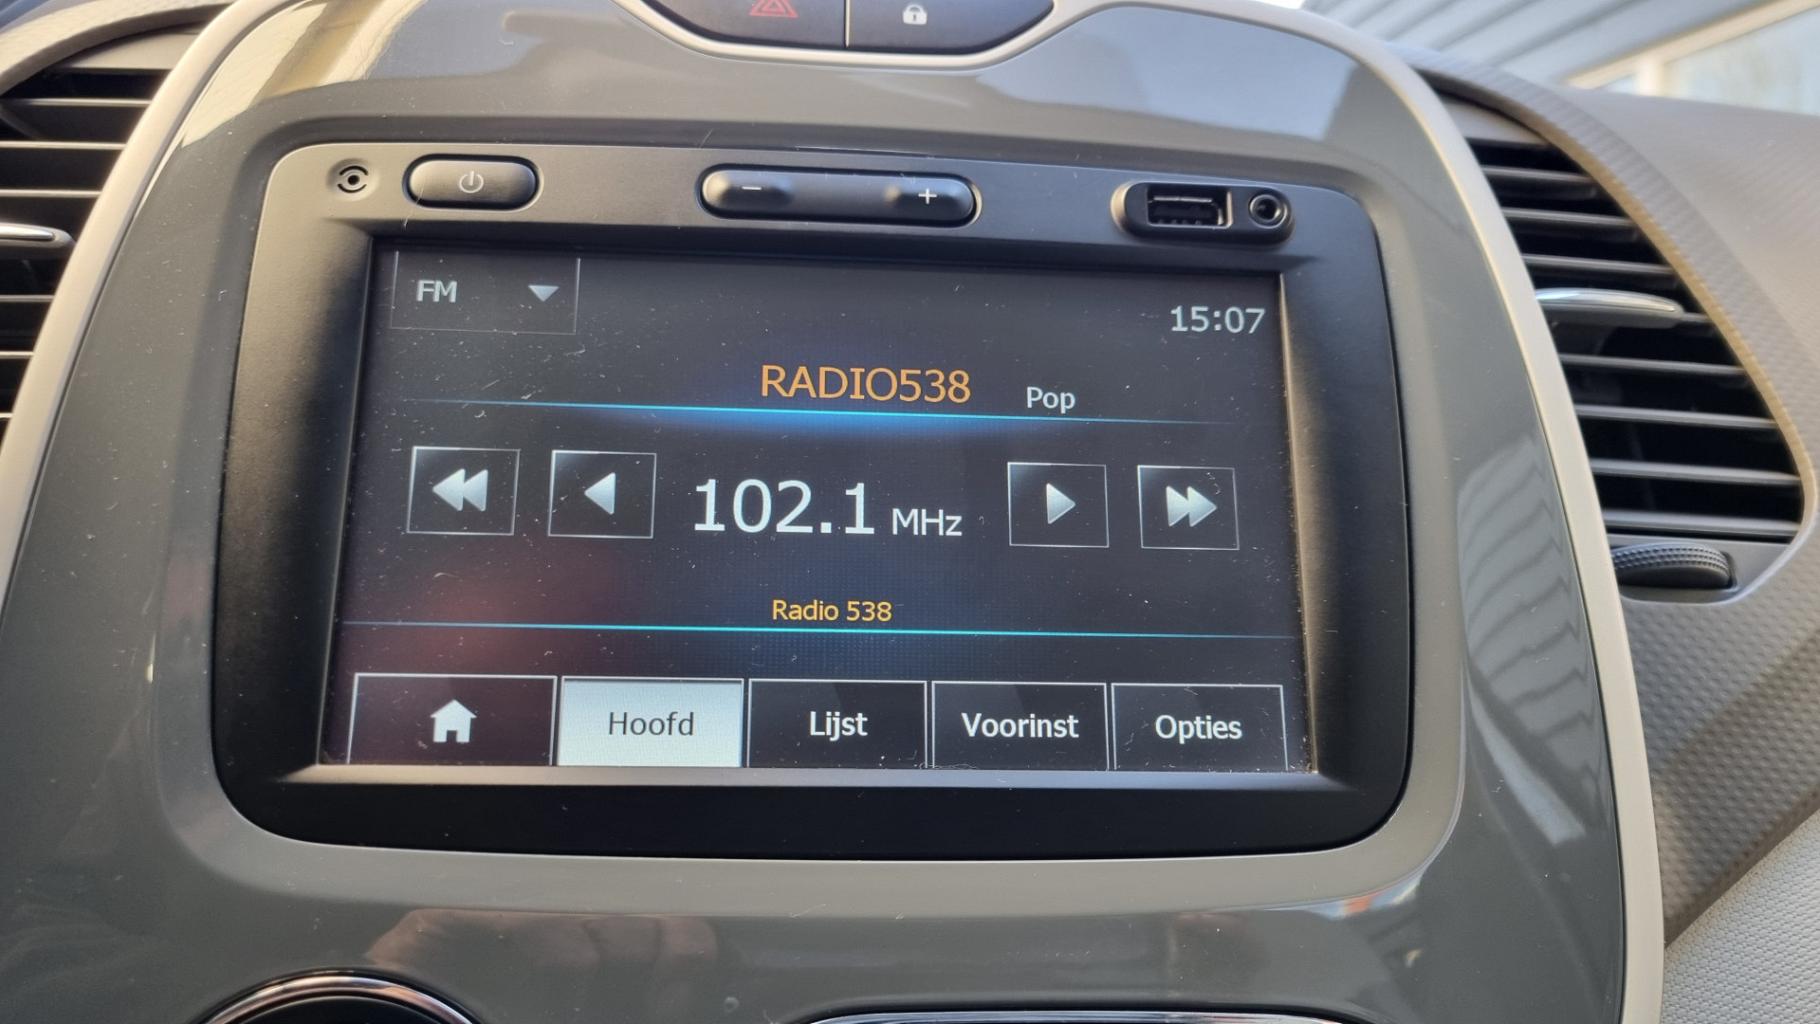 FM
15:07
RADIO538 Pop
102.1 MHz
Radio 538
Hoofd Lijst Voorinst Opties